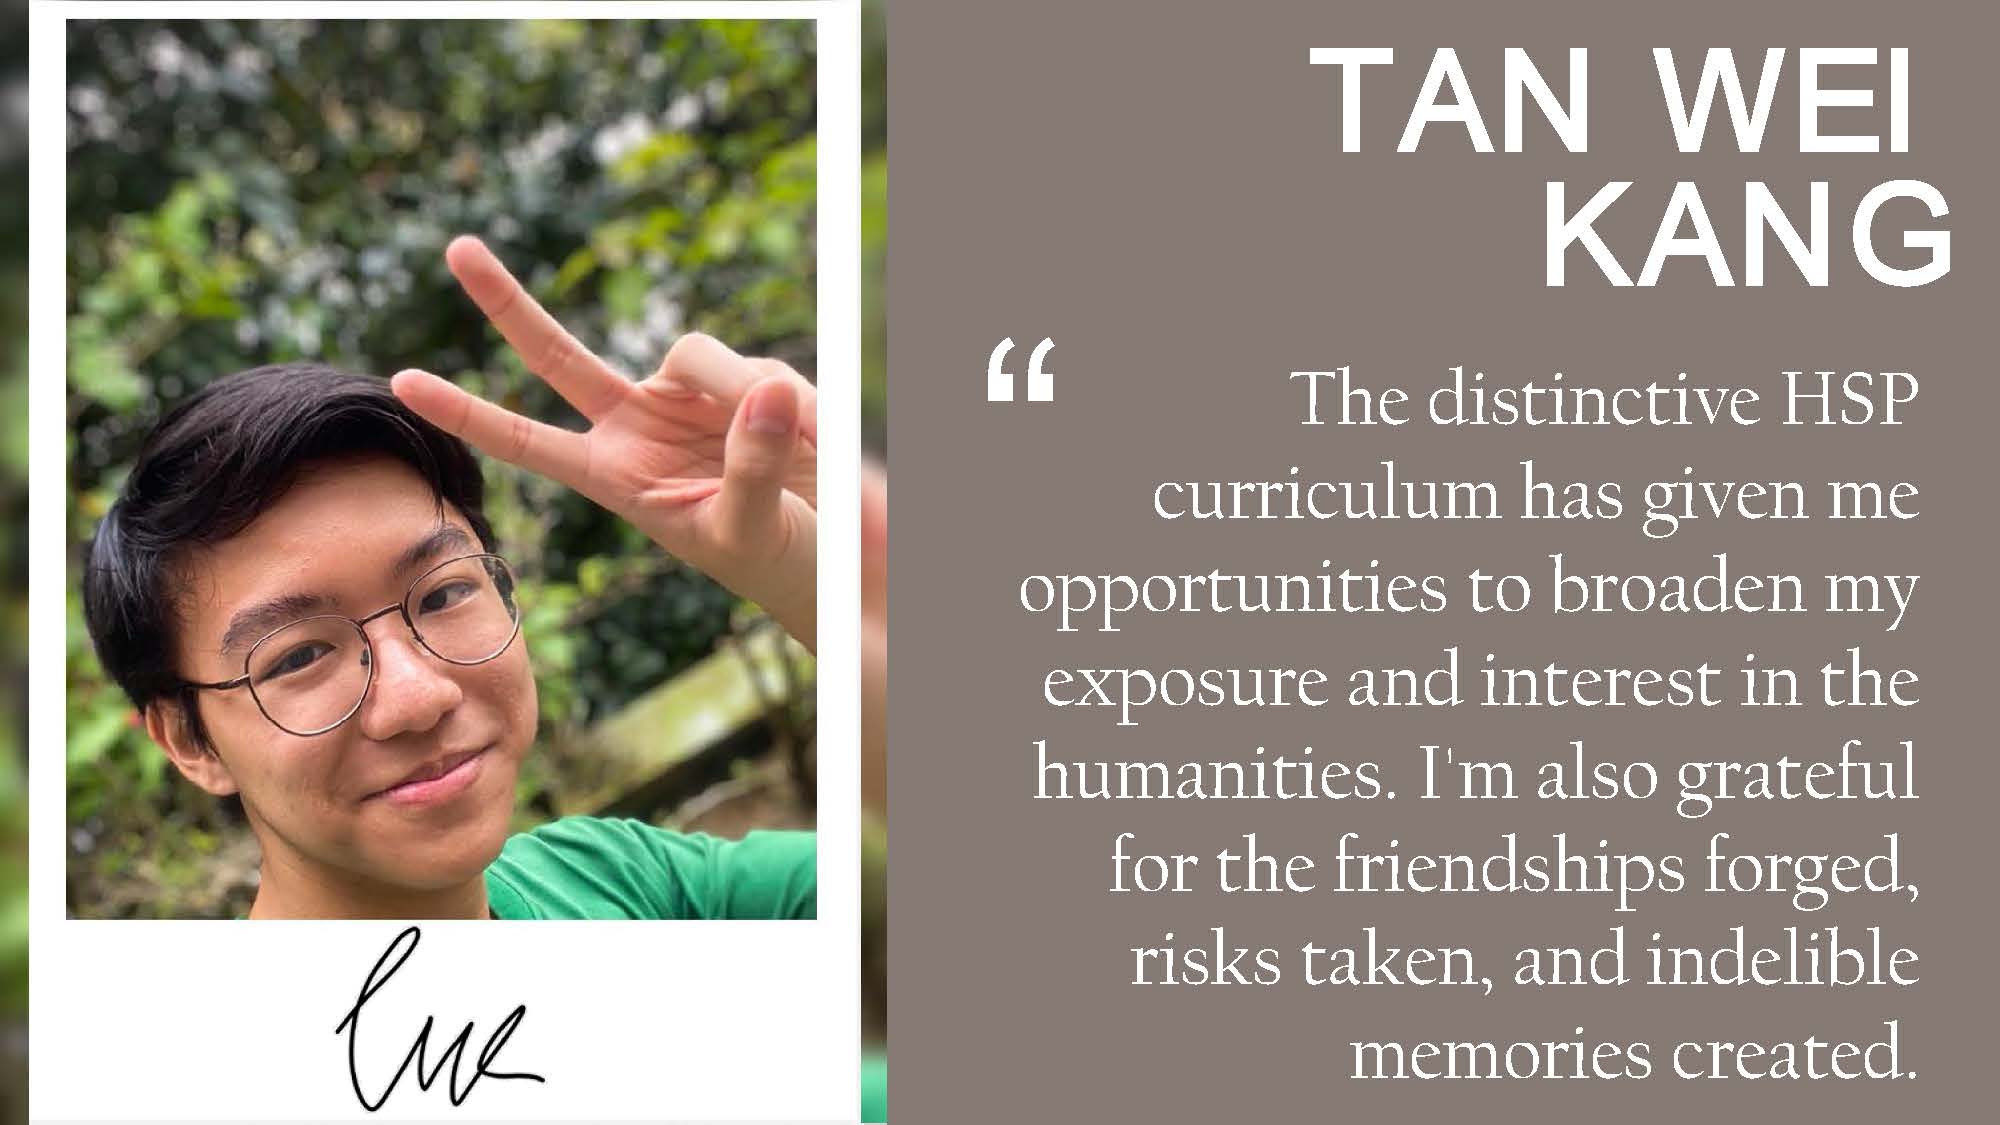 TAN WEI
KANG
“
The distinctive HSP
curriculum has given me
opportunities to broaden my
exposure and interest in the
humanities. I'm also grateful
for the friendships forged,
risks taken, and indelible
memories created.